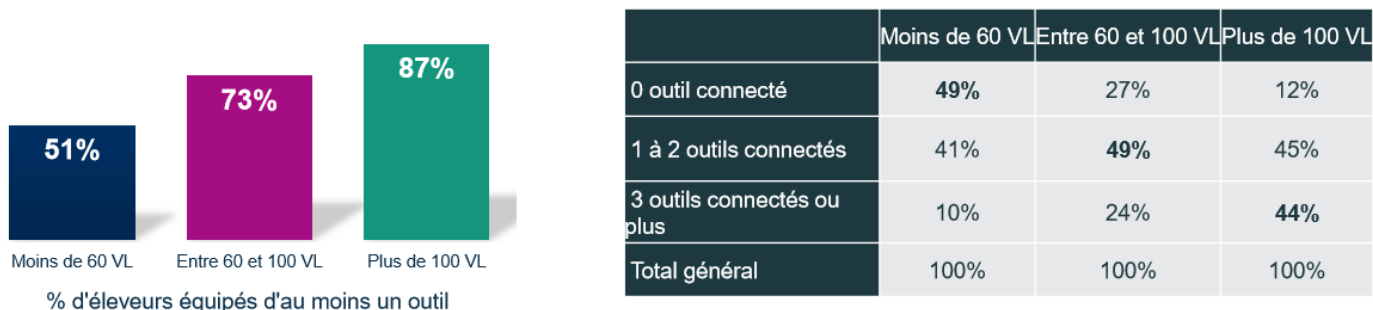 51%
73%
87%
Moins de 60 VL
Entre 60 et 100 VL
Plus de 100 VL
% d'éleveurs équipés d'au moins un outil
Moins de 60 VL Entre 60 et 100 VL Plus de 100 VL
0 outil connecté 49% 27% 12%
1 à 2 outils connectés 41% 49% 45%
3 outils connectés ou
plus 10% 24% 44%
Total général 100% 100% 100%